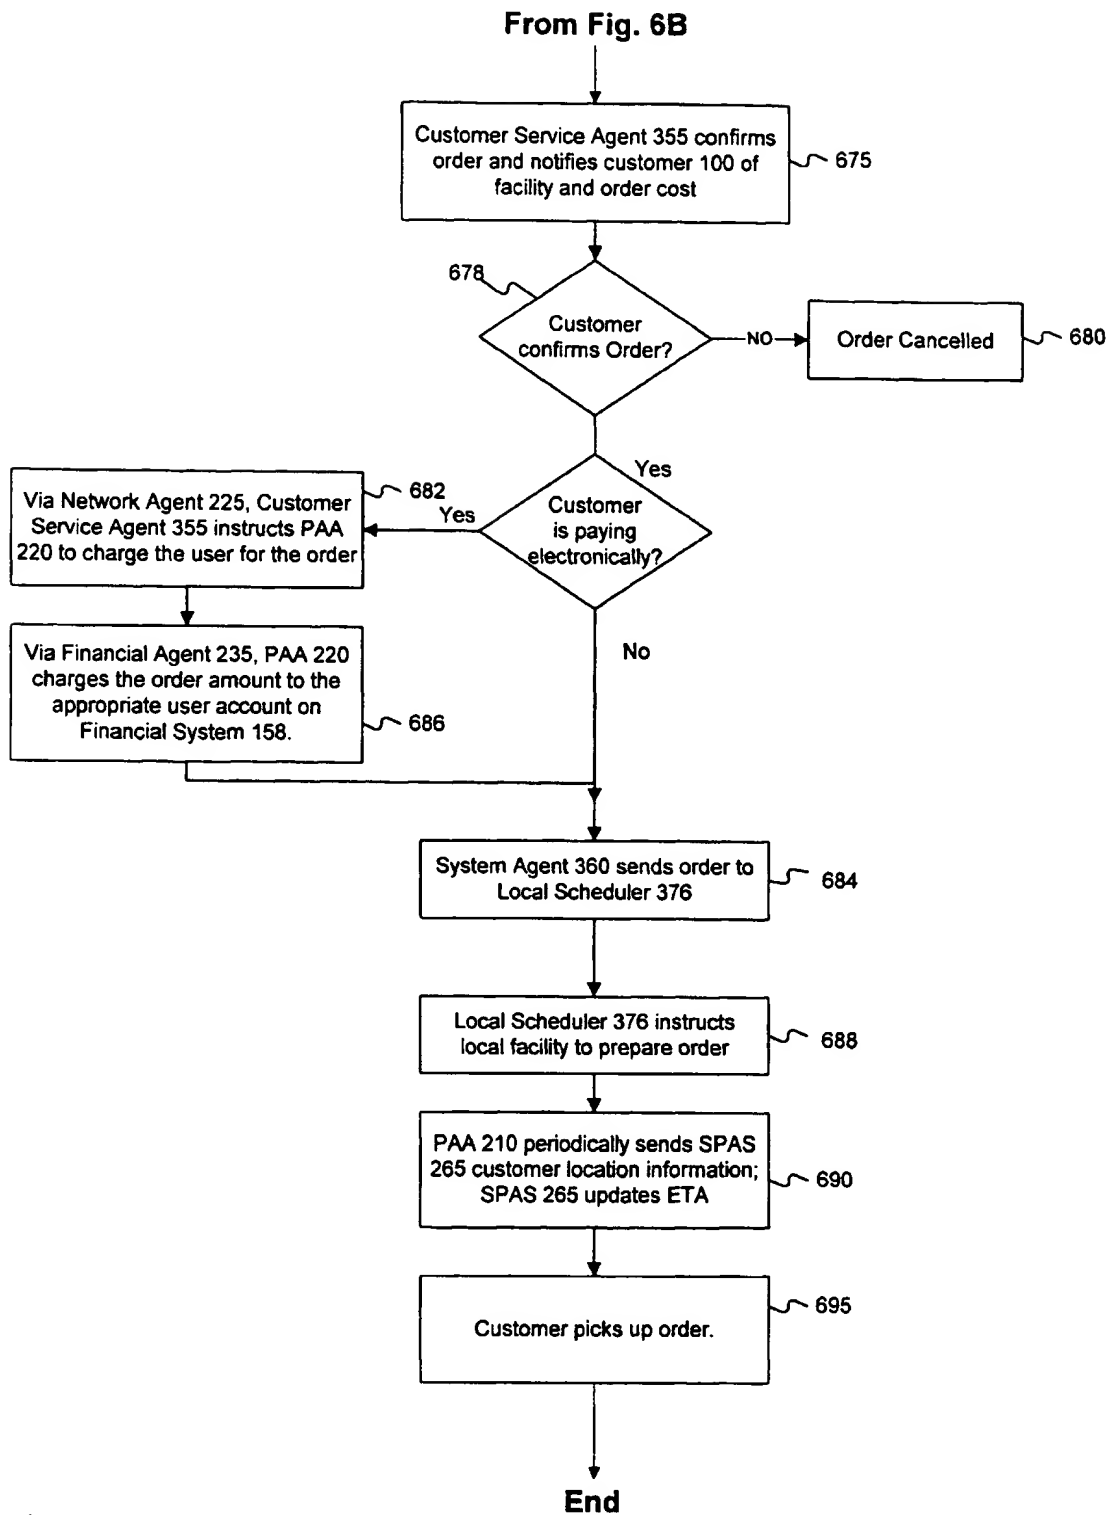 From Fig. 6B
Customer Service Agent 355 confirms
order and notifies customer 100 of
facility and order cost
675
678
Customer
confirms Order?
NO
Order Cancelled
680
Yes
Via Network Agent 225, Customer
Service Agent 355 instructs PAA
220 to charge the user for the order
682
Yes
Customer
is paying
electronically?
Via Financial Agent 235, PAA 220
charges the order amount to the
appropriate user account on
Financial System 158.
686
No
System Agent 360 sends order to
Local Scheduler 376
684
Local Scheduler 376 instructs
local facility to prepare order
688
PAA 210 periodically sends SPAS
265 customer location information;
SPAS 265 updates ETA
690
Customer picks up order.
695
End